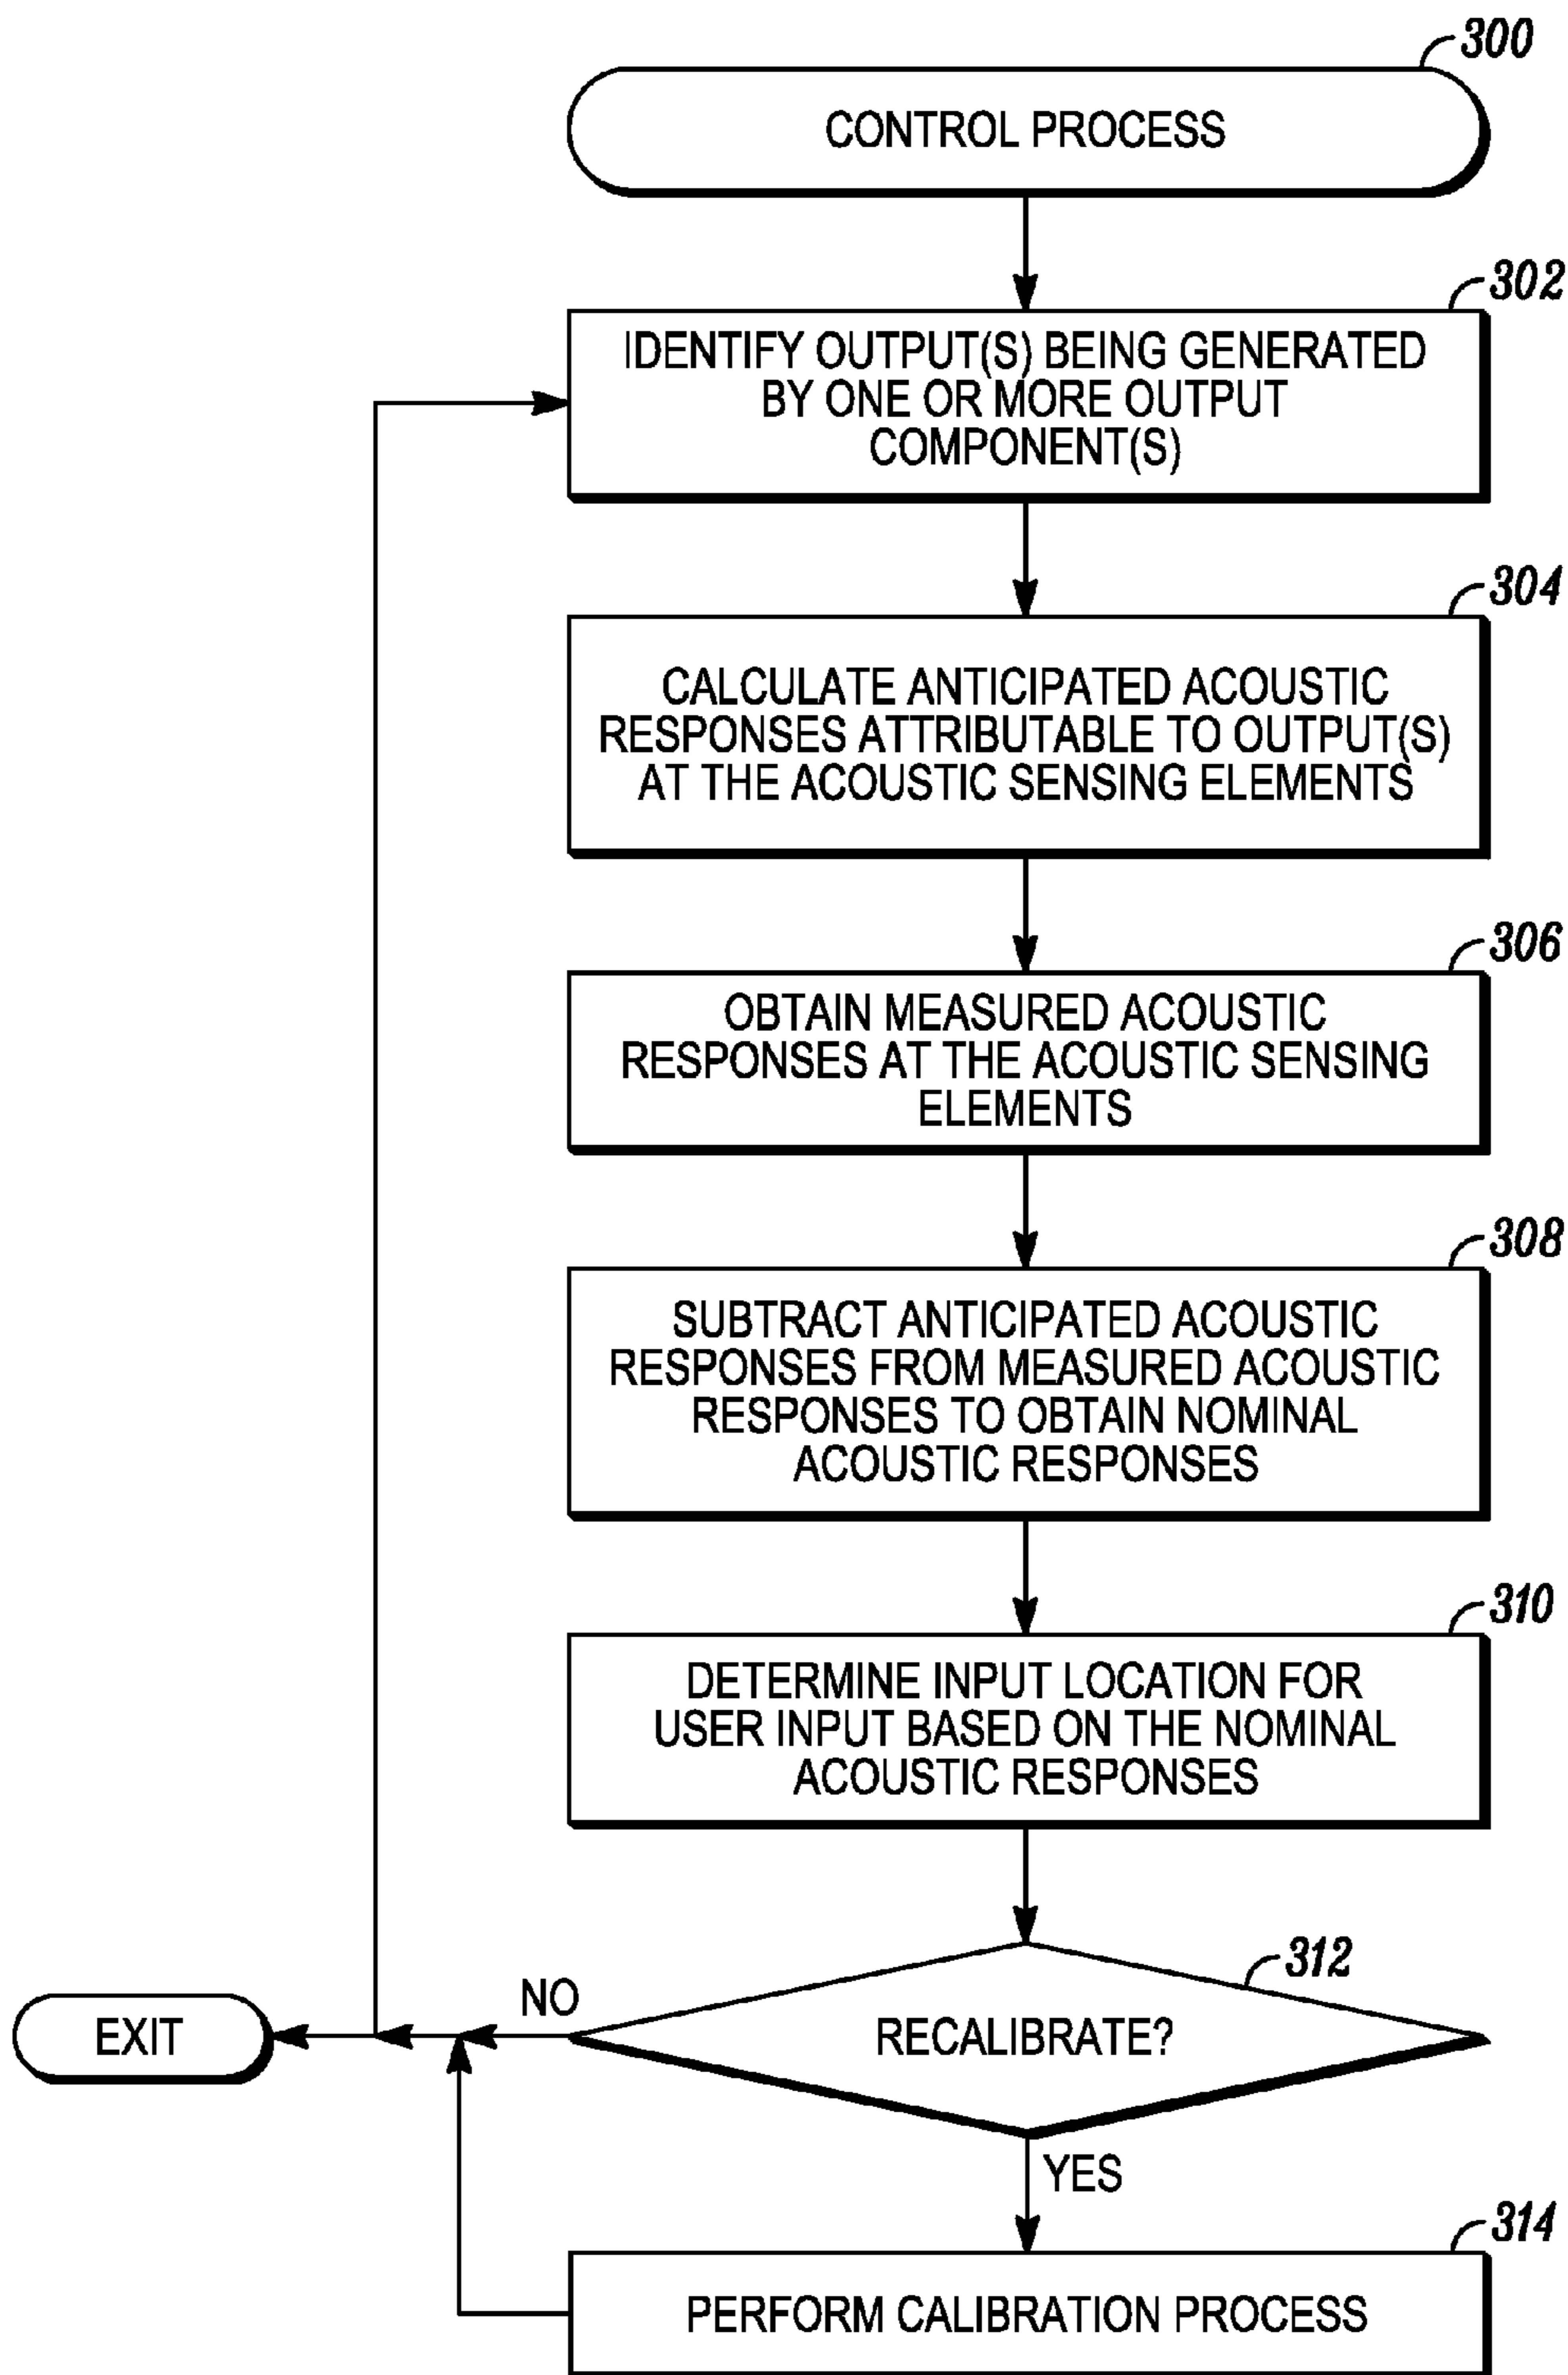 300
CONTROL PROCESS
302
IDENTIFY OUTPUT(S) BEING GENERATED
BY ONE OR MORE OUTPUT
COMPONENT(S)
304
CALCULATE ANTICIPATED ACOUSTIC
RESPONSES ATTRIBUTABLE TO OUTPUT(S)
AT THE ACOUSTIC SENSING ELEMENTS
306
OBTAIN MEASURED ACOUSTIC
RESPONSES AT THE ACOUSTIC SENSING
ELEMENTS
308
SUBTRACT ANTICIPATED ACOUSTIC
RESPONSES FROM MEASURED ACOUSTIC
RESPONSES TO OBTAIN NOMINAL
ACOUSTIC RESPONSES
310
DETERMINE INPUT LOCATION FOR
USER INPUT BASED ON THE NOMINAL
ACOUSTIC RESPONSES
312
RECALIBRATE?
NO
EXIT
YES
314
PERFORM CALIBRATION PROCESS